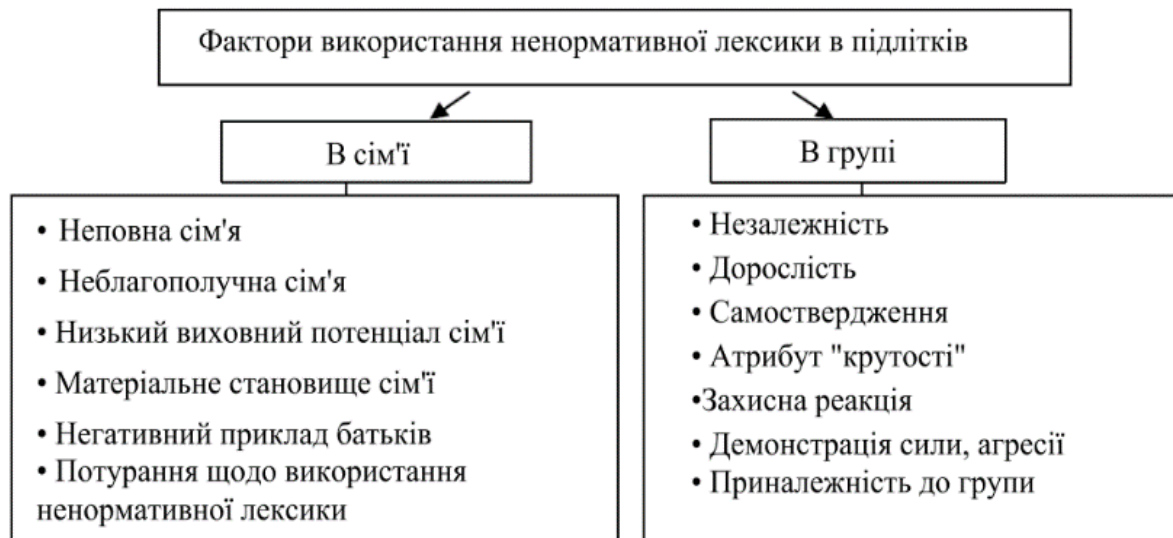 Фактори використання ненормативної лексики в підлітків
В сім'ї
• Неповна сім'я
• Неблагополучна сім'я
• Низький виховний потенціал сім'ї
• Матеріальне становище сім'ї
• Негативний приклад батьків
• Потурання щодо використання
ненормативної лексики
В групі
• Незалежність
• Дорослість
• Самоствердження
• Атрибут "крутості"
•Захисна реакція
• Демонстрація сили, агресії
• Приналежність до групи